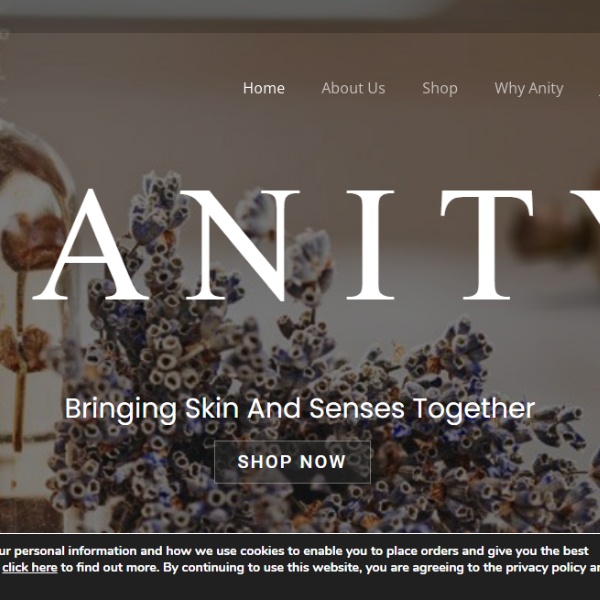 Home About Us Shop Why Anity
ANITY
Bringing Skin And Senses Together
SHOP NOW
personal information and how we use cookies to enable you to place orders and give you the best
click here to find out more. By continuing to use this website, you are agreeing to the privacy policy